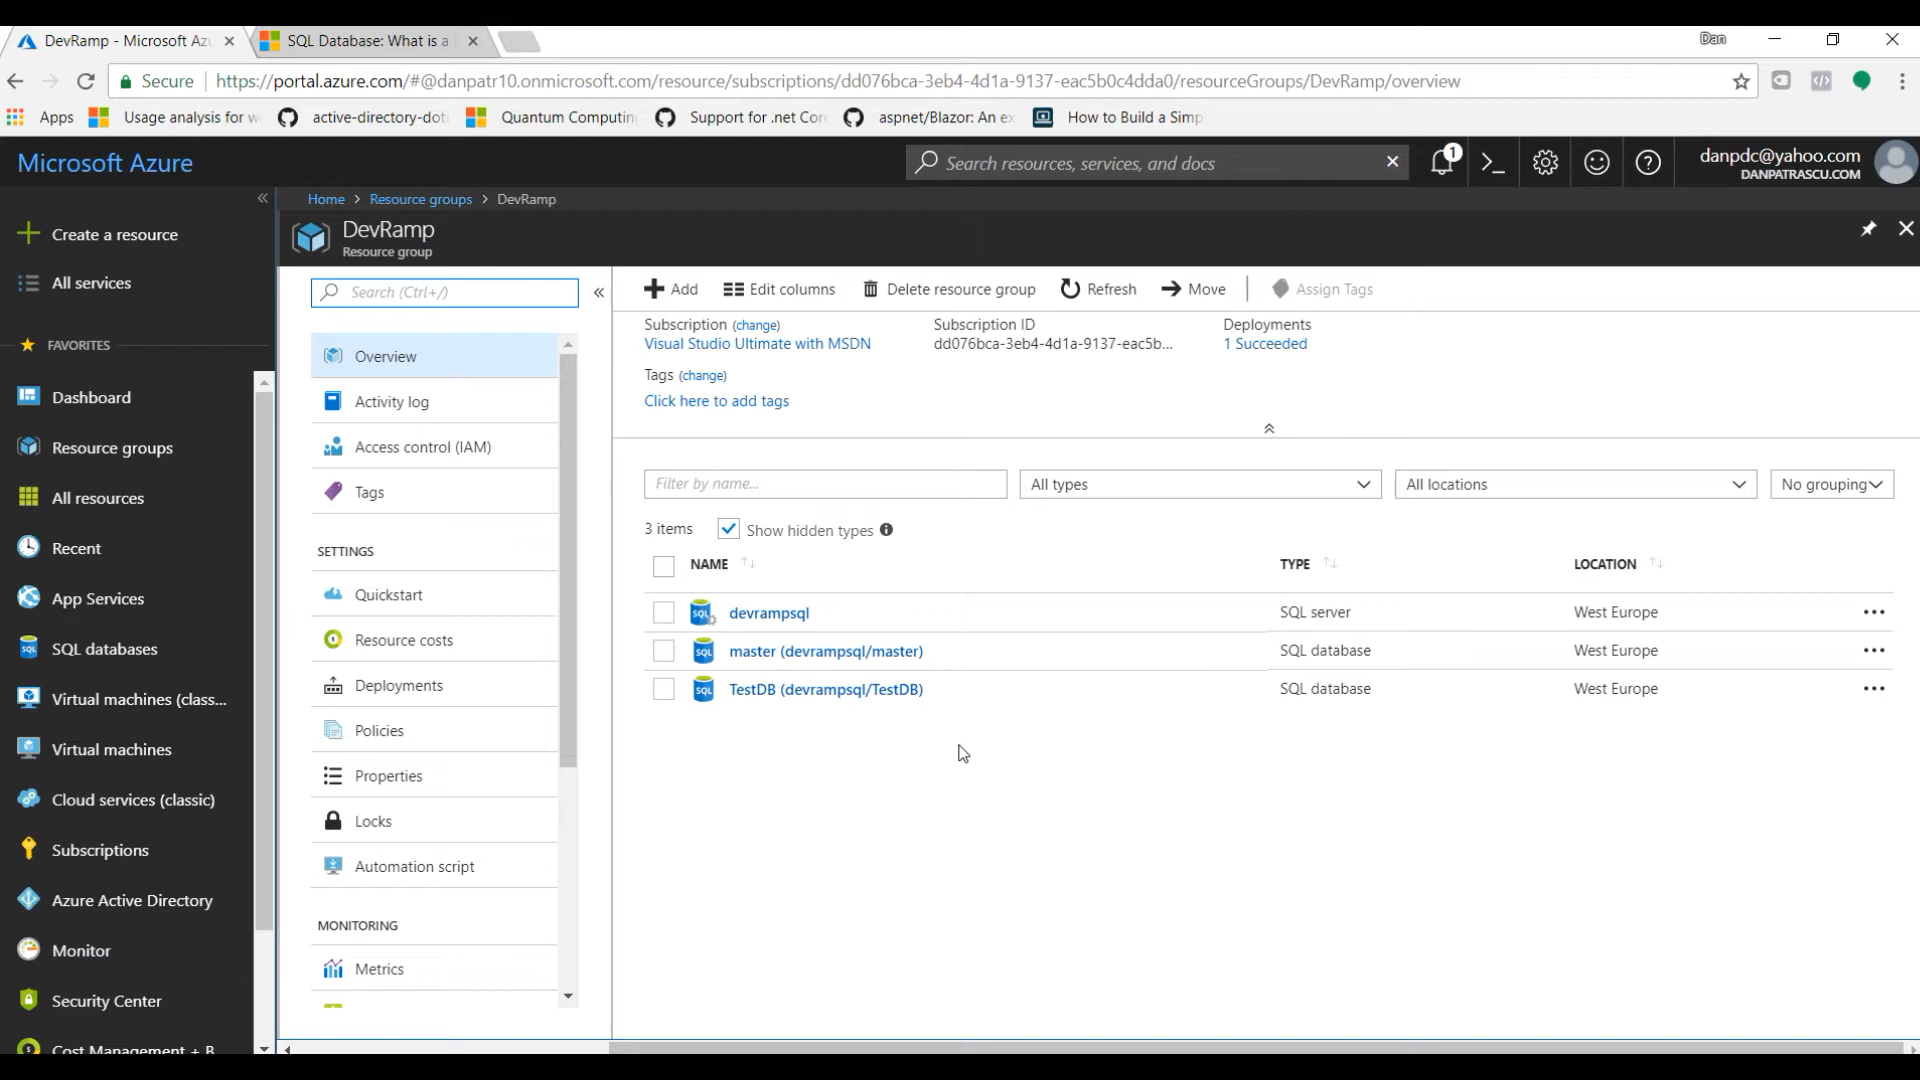 DevRamp - Microsoft Azu
SQL Database: What is a
Dan
Secure
https://portal.azure.com/#@danpatr10.onmicrosoft.com/resource/subscriptions/dd076bca-3eb4-4d1a-9137-eac5b0c4dda0/resourceGroups/DevRamp/overview
Apps
Usage analysis for w
active-directory-dot
Quantum Computing
Support for .net Cor
aspnet/Blazor: An ex
How to Build a Simp
Microsoft Azure
Search resources, services, and docs
1
danpdc@yahoo.com
DANPATRASCU.COM
Home > Resource groups > DevRamp
DevRamp
Resource group
Create a resource
All services
FAVORITES
Dashboard
Resource groups
All resources
Recent
App Services
SQL databases
Virtual machines (class...
Virtual machines
Cloud services (classic)
Subscriptions
Azure Active Directory
Monitor
Security Center
Cost Management + B
Search (Ctrl+/)
Overview
Activity log
Access control (IAM)
Tags
SETTINGS
Quickstart
Resource costs
Deployments
Policies
Properties
Locks
Automation script
MONITORING
Metrics
Add
Edit columns
Delete resource group
Refresh
Move
Assign Tags
Subscription (change)
Visual Studio Ultimate with MSDN
Subscription ID
dd076bca-3eb4-4d1a-9137-eac5b...
Deployments
1 Succeeded
Tags (change)
Click here to add tags
Filter by name...
All types
All locations
No grouping
3 items
Show hidden types
NAME
TYPE
LOCATION
SQL devrampsql
SQL server
West Europe
SQL master (devrampsql/master)
SQL database
West Europe
SQL TestDB (devrampsql/TestDB)
SQL database
West Europe